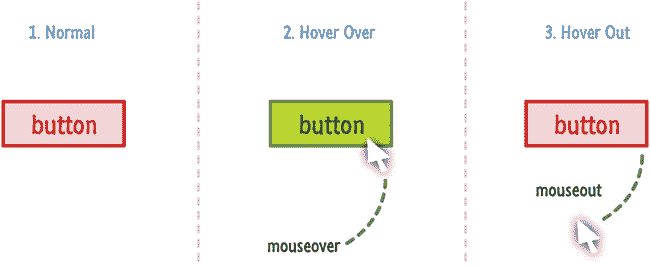 1. Normal
button
2. Hover Over
button
mouseover
3. Hover Out
button
mouseout